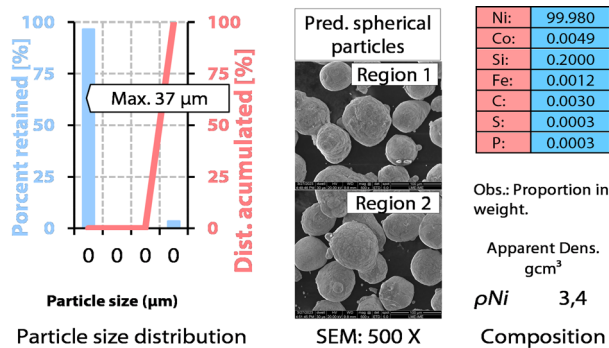 100
75
50
25
0
Porcent retained [%]
Max. 37 µm
100
75
50
25
0
Dist. acumulated [%]
0 0 0 0
Particle size (µm)
Particle size distribution
Pred. spherical
particles
Region 1
Region 2
SEM: 500 X
Ni: 99.980
Co: 0.0049
Si: 0.2000
Fe: 0.0012
C: 0.0030
S: 0.0003
P: 0.0003
Obs.: Proportion in
weight.
Apparent Dens.
gcm³
ρNi 3,4
Composition